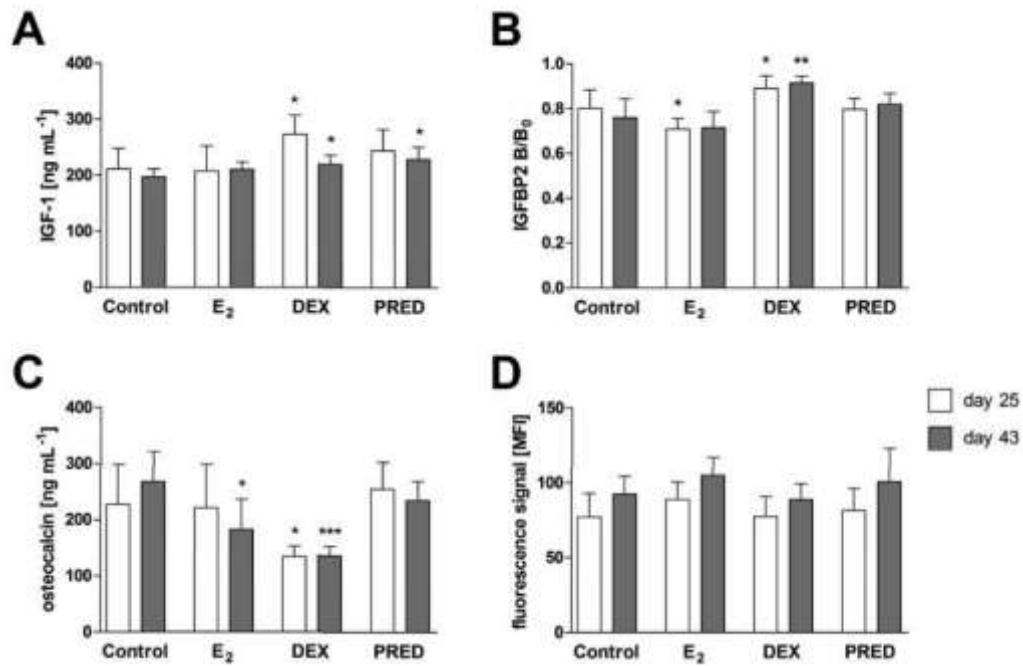 A
IGF-1 [ng mL⁻¹]
400
300
200
100
0
* * *
Control E₂ DEX PRED
B
IGFBP2 B/B₀
1.0
0.8
0.6
0.4
0.2
0.0
* * **
Control E₂ DEX PRED
C
osteocalcin [ng mL⁻¹]
400
300
200
100
0
* * ***
Control E₂ DEX PRED
D
fluorescence signal [MFI]
150
100
50
0
Control E₂ DEX PRED
day 25
day 43